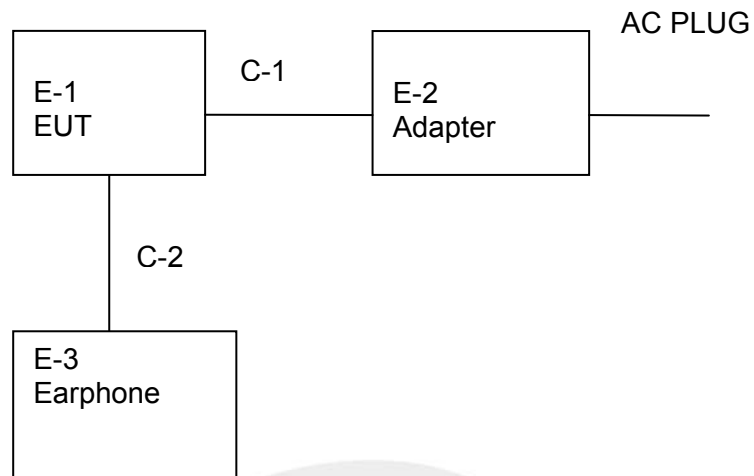 AC PLUG
C-1
E-1
EUT
E-2
Adapter
C-2
E-3
Earphone